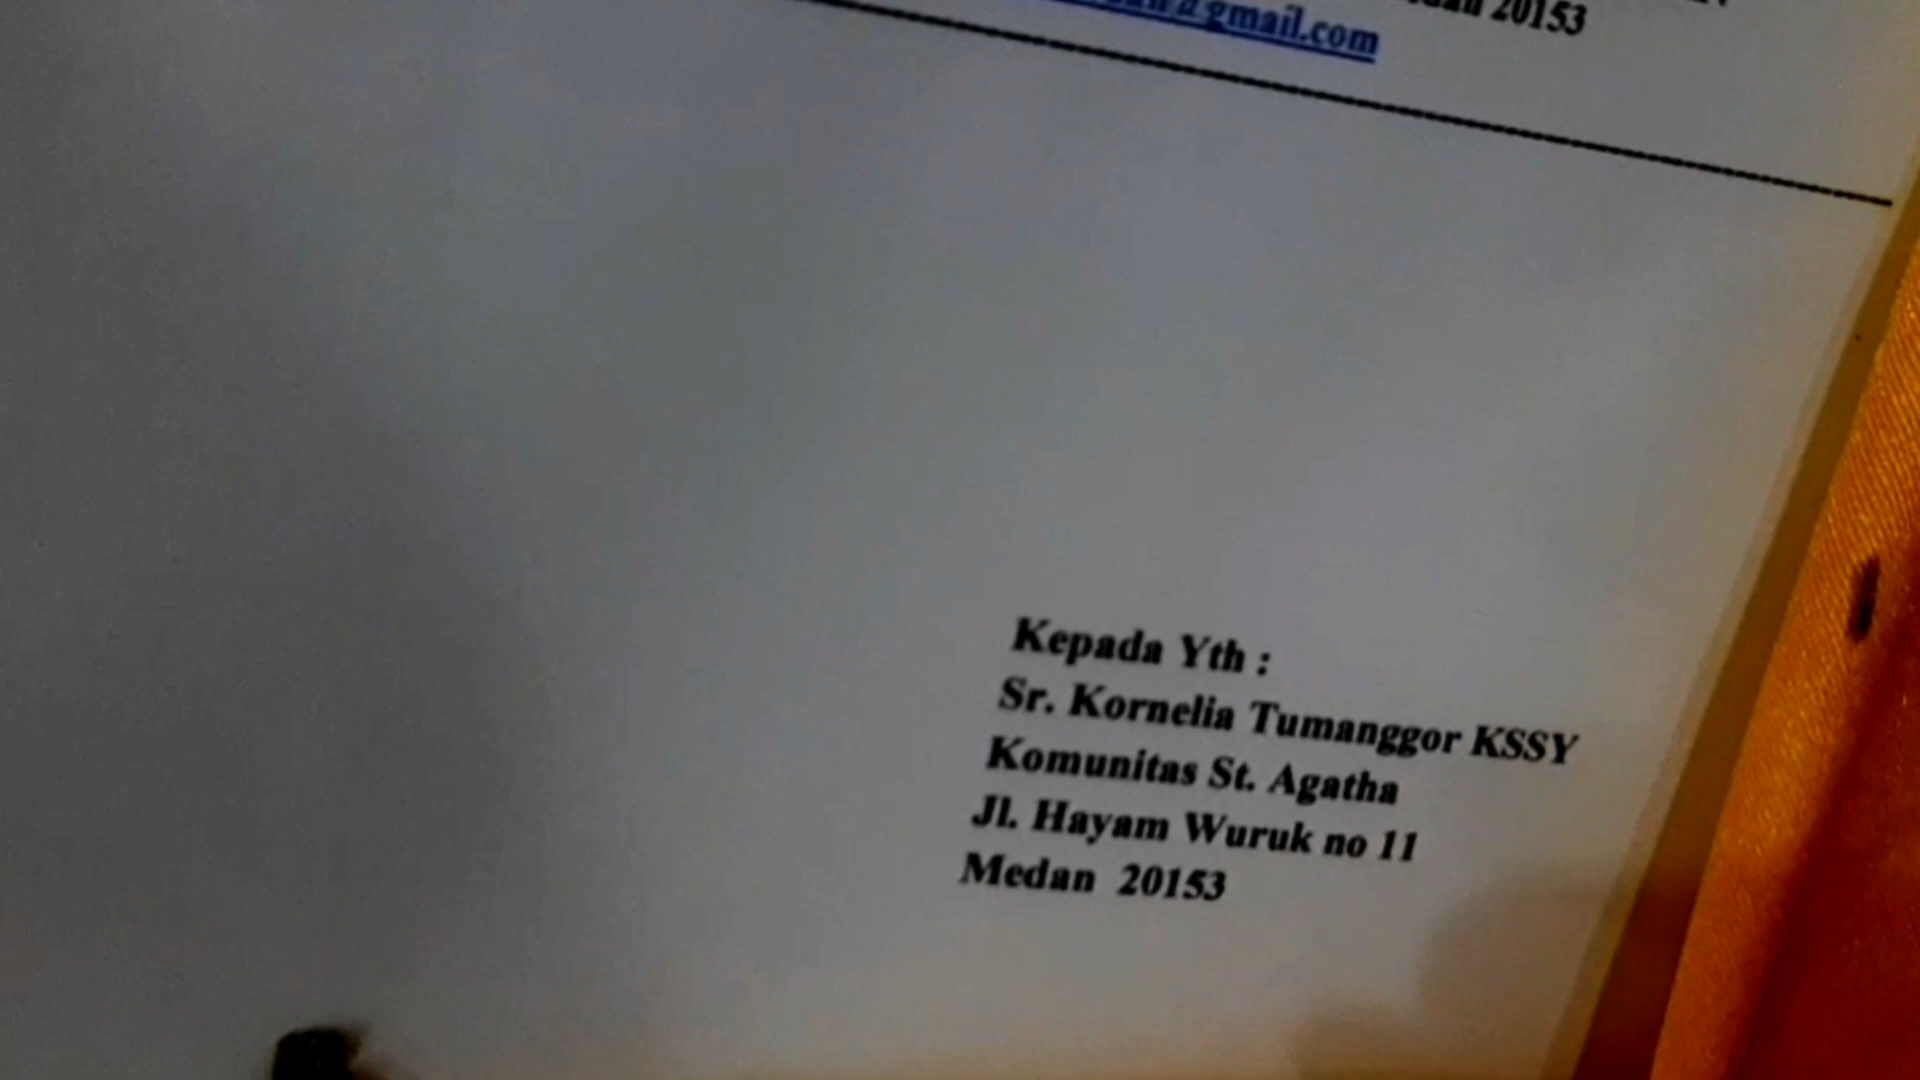 20153
@gmail.com
Kepada Yth :
Sr. Kornelia Tumanggor KSSY
Komunitas St. Agatha
Jl. Hayam Wuruk no 11
Medan 20153